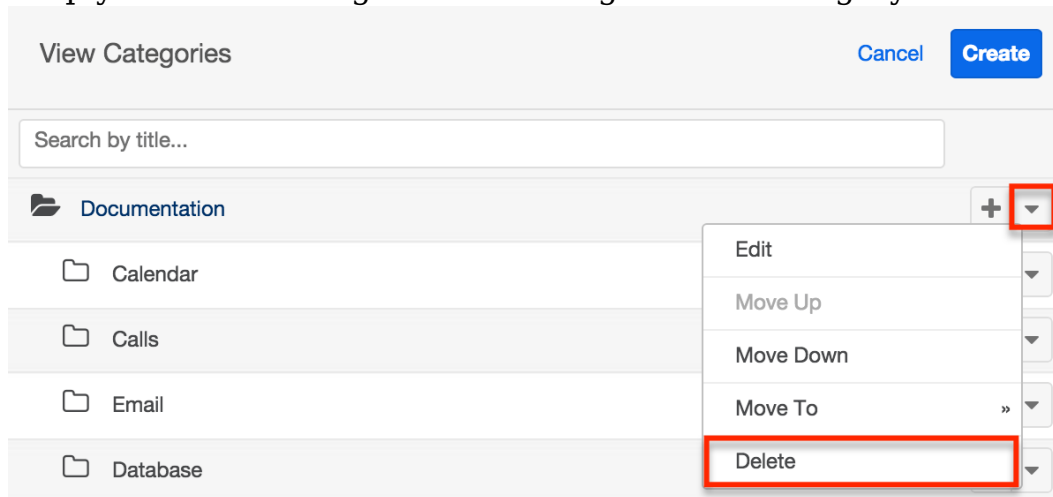 View Categories
Cancel
Create
Search by title...
Documentation
Edit
Calendar
Move Up
Calls
Move Down
Email
Move To »
Database
Delete